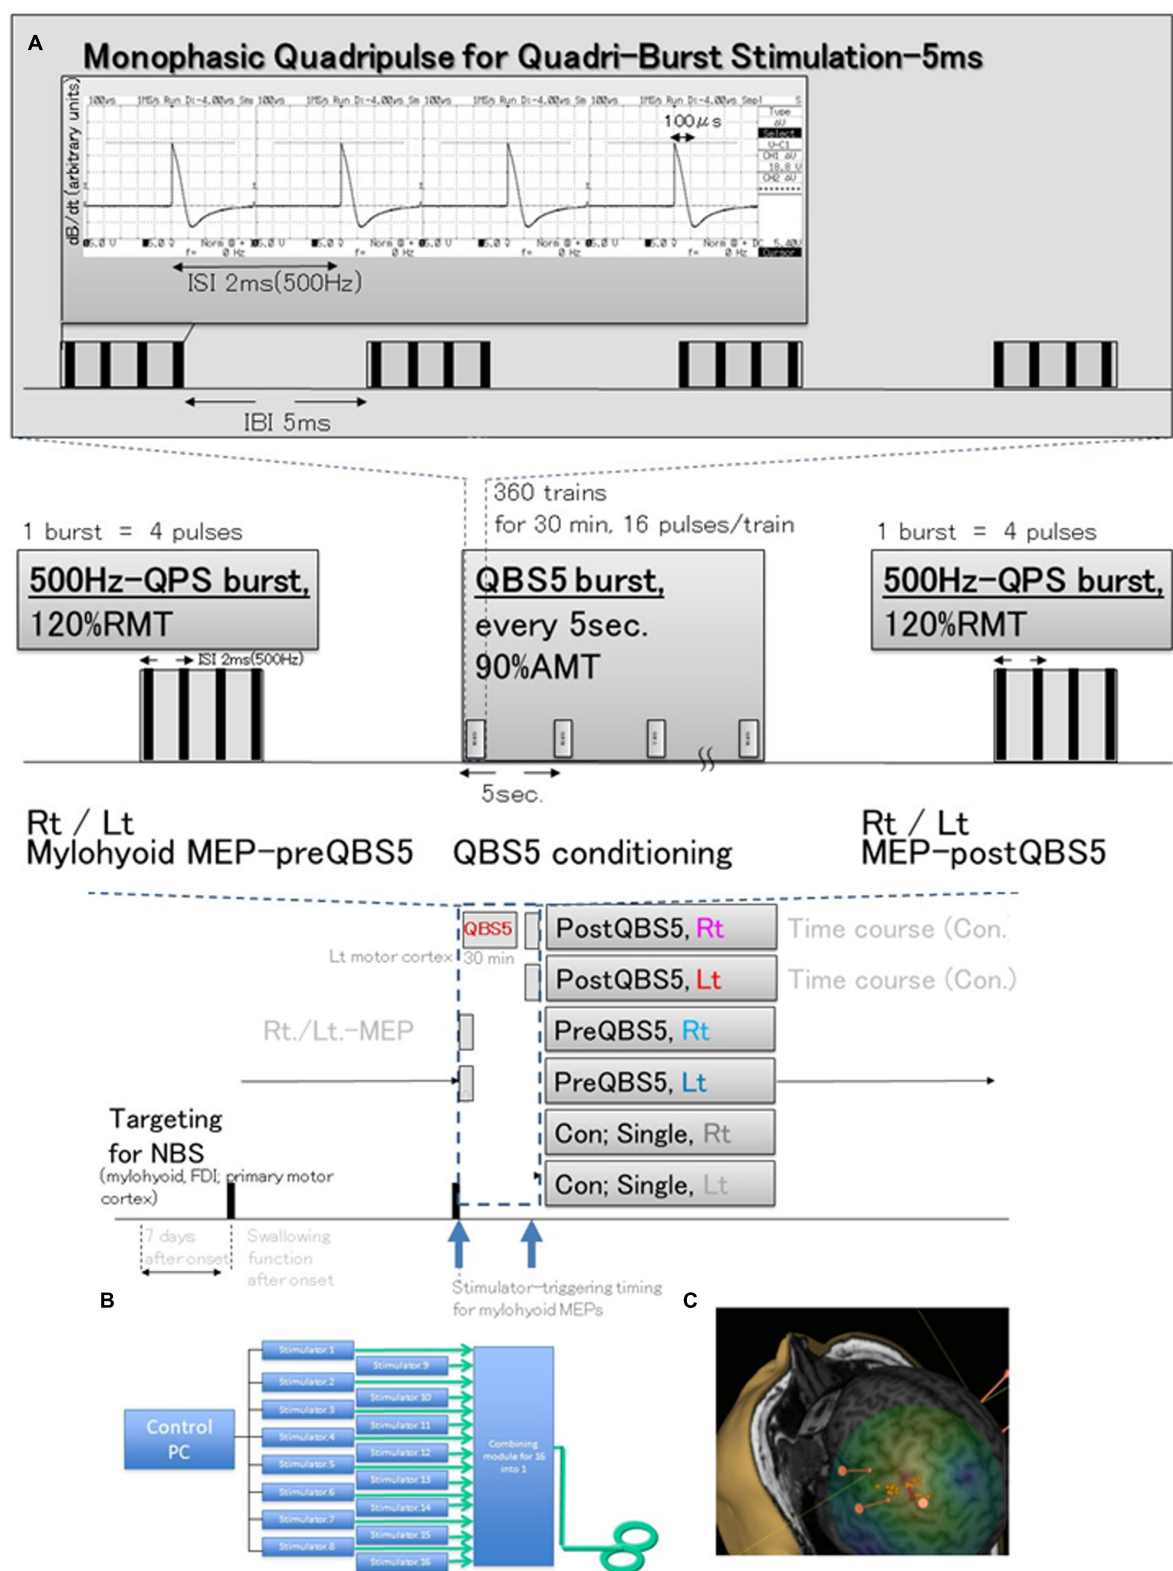 A
Monophasic Quadripulse for Quadri-Burst Stimulation-5ms
dB/dt (arbitrary units)
100μs
ISI 2ms(500Hz)
IBI 5ms
360 trains
for 30 min, 16 pulses/train
1 burst = 4 pulses
500Hz-QPS burst,
120%RMT
ISI 2ms(500Hz)
QBS5 burst,
every 5sec.
90%AMT
5sec.
1 burst = 4 pulses
500Hz-QPS burst,
120%RMT
Rt / Lt
Mylohyoid MEP-preQBS5
QBS5 conditioning
Rt / Lt
MEP-postQBS5
QBS5
Lt motor cortex
30 min
PostQBS5, Rt
Time course (Con.)
PostQBS5, Lt
Time course (Con.)
Rt./Lt.-MEP
PreQBS5, Rt
PreQBS5, Lt
Con; Single, Rt
Con; Single, Lt
Targeting
for NBS
(mylohyoid, FDI; primary motor
cortex)
7 days
after onset
Swallowing
function
after onset
Stimulator-triggering timing
for mylohyoid MEPs
B
Control
PC
Stimulator.1
Stimulator.9
Stimulator.2
Stimulator.10
Stimulator.3
Stimulator.11
Stimulator.4
Stimulator.12
Stimulator.5
Stimulator.13
Stimulator.6
Stimulator.14
Stimulator.7
Stimulator.15
Stimulator.8
Stimulator.16
Combining
module for 16
into 1
C